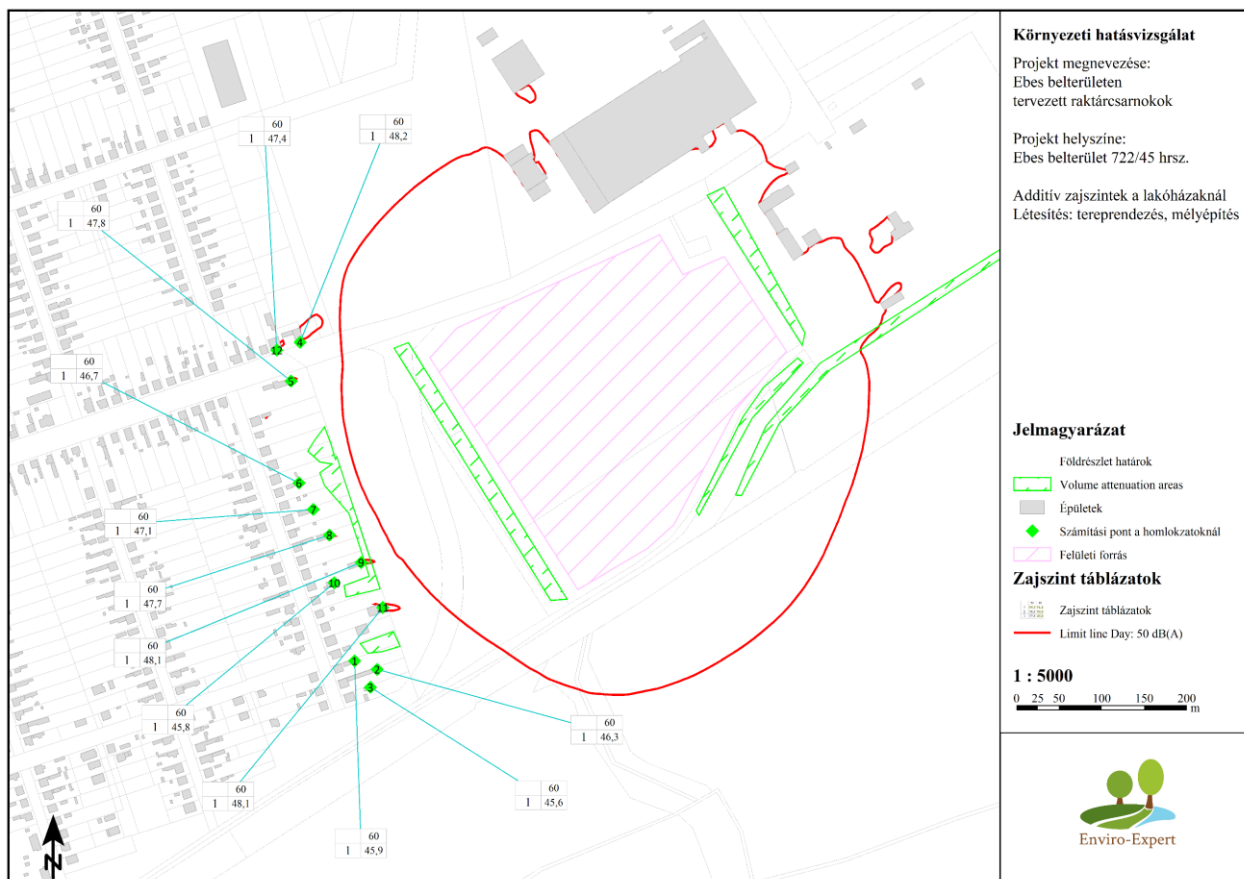 Környezeti hatásvizsgálat
Projekt megnevezése:
Ebes belterületen
tervezett raktárcsarnokok
Projekt helyszíne:
Ebes belterület 722/45 hrsz.
Additív zajszintek a lakóházaknál
Létesítés: tereprendezés, mélyépítés
60
1 47,4
60
1 48,2
60
1 47,8
60
1 46,7
60
1 47,1
60
1 47,7
60
1 48,1
60
1 45,8
60
1 48,1
60
1 45,9
60
1 45,6
60
1 46,3
12
4
5
6
7
8
9
10
11
1
2
3
N
Jelmagyarázat
Földrészlet határok
Volume attenuation areas
Épületek
Számítási pont a homlokzatoknál
Felületi forrás
Zajszint táblázatok
Zajszint táblázatok
Limit line Day: 50 dB(A)
1 : 5000
0 25 50 100 150 200
m
Enviro-Expert